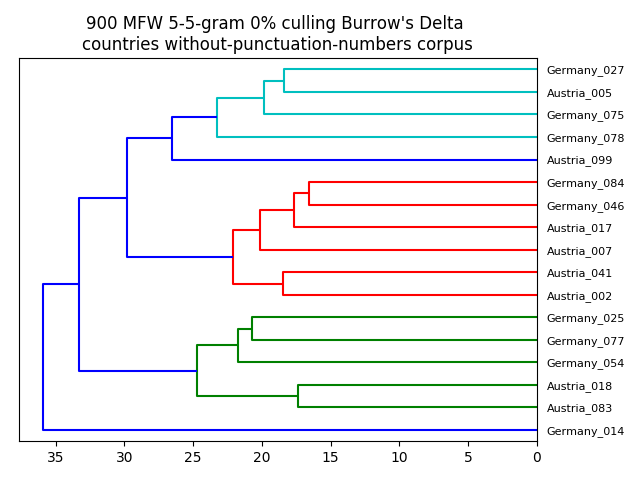 900 MFW 5-5-gram 0% culling Burrow's Delta
countries without-punctuation-numbers corpus
Germany_027
Austria_005
Germany_075
Germany_078
Austria_099
Germany_084
Germany_046
Austria_017
Austria_007
Austria_041
Austria_002
Germany_025
Germany_077
Germany_054
Austria_018
Austria_083
Germany_014
35 30 25 20 15 10 5 0